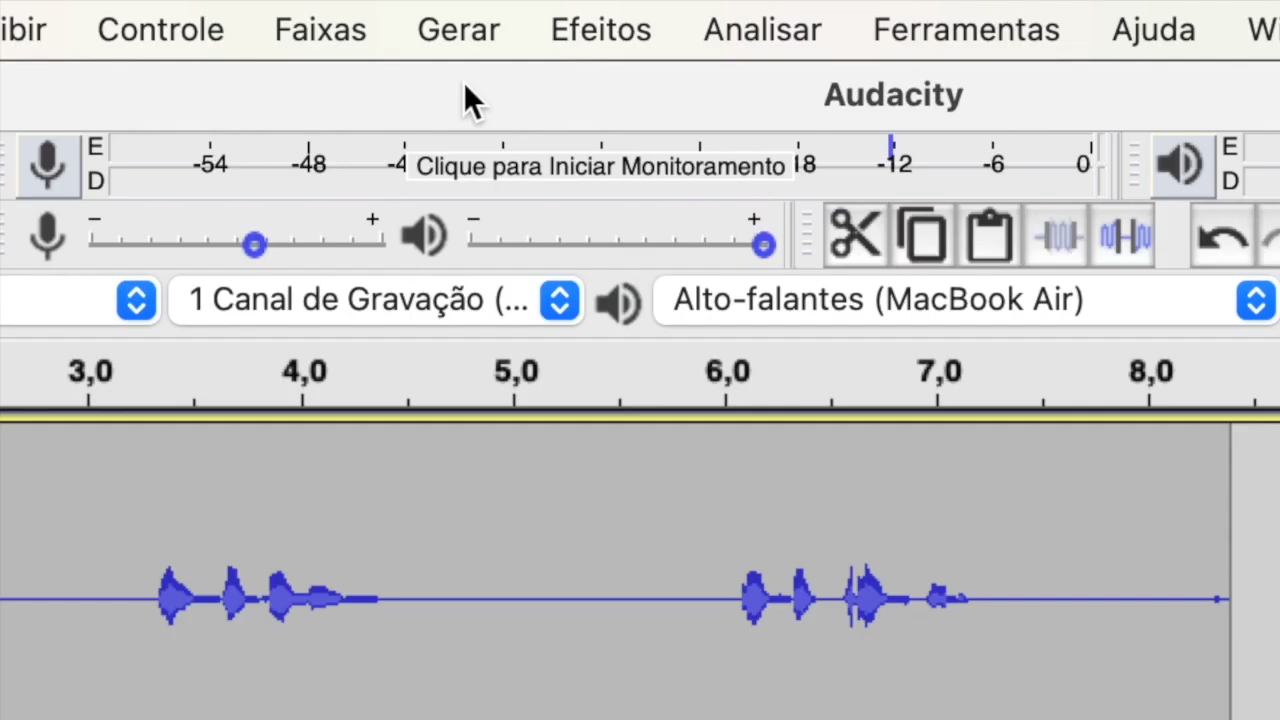 ibir Controle Faixas Gerar Efeitos Analisar Ferramentas Ajuda Wi
Audacity
E E
-54 -48 -4 Clique para Iniciar Monitoramento 18 -12 -6 0
D D
− + − +
1 Canal de Gravação (... Alto-falantes (MacBook Air)
3,0 4,0 5,0 6,0 7,0 8,0